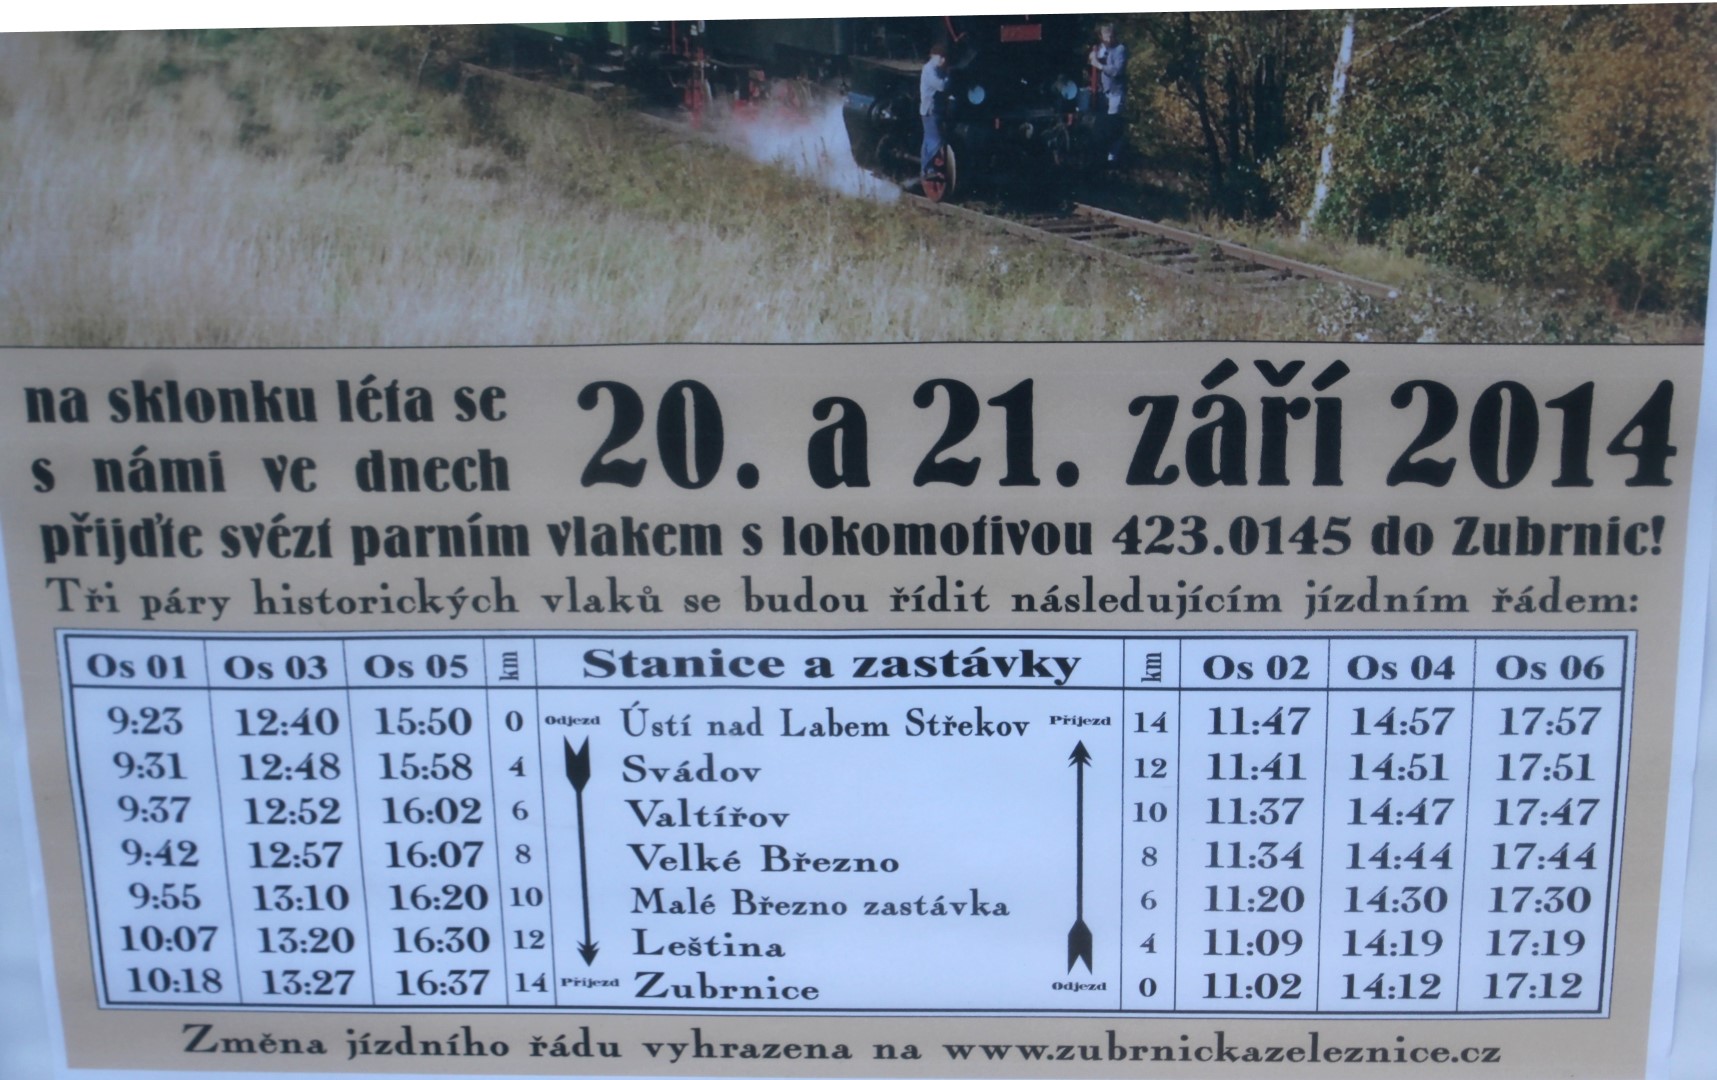 na sklonku léta se
s námi ve dnech
20. a 21. září 2014
přijďte svézt parním vlakem s lokomotivou 423.0145 do Zubrnic!
Tři páry historických vlaků se budou řídit následujícím jízdním řádem:
Os 01 Os 03 Os 05 km Stanice a zastávky km Os 02 Os 04 Os 06
9:23 12:40 15:50 0 Odjezd Ústí nad Labem Střekov Příjezd 14 11:47 14:57 17:57
9:31 12:48 15:58 4 Svádov 12 11:41 14:51 17:51
9:37 12:52 16:02 6 Valtířov 10 11:37 14:47 17:47
9:42 12:57 16:07 8 Velké Březno 8 11:34 14:44 17:44
9:55 13:10 16:20 10 Malé Březno zastávka 6 11:20 14:30 17:30
10:07 13:20 16:30 12 Leština 4 11:09 14:19 17:19
10:18 13:27 16:37 14 Příjezd Zubrnice Odjezd 0 11:02 14:12 17:12
Změna jízdního řádu vyhrazena na www.zubrnickazeleznice.cz